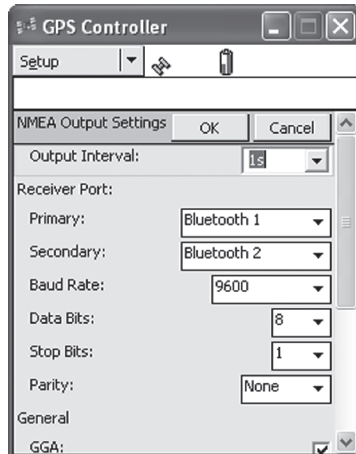 GPS Controller
Setup
NMEA Output Settings OK Cancel
Output Interval: 1s
Receiver Port:
Primary: Bluetooth 1
Secondary: Bluetooth 2
Baud Rate: 9600
Data Bits: 8
Stop Bits: 1
Parity: None
General
GGA: